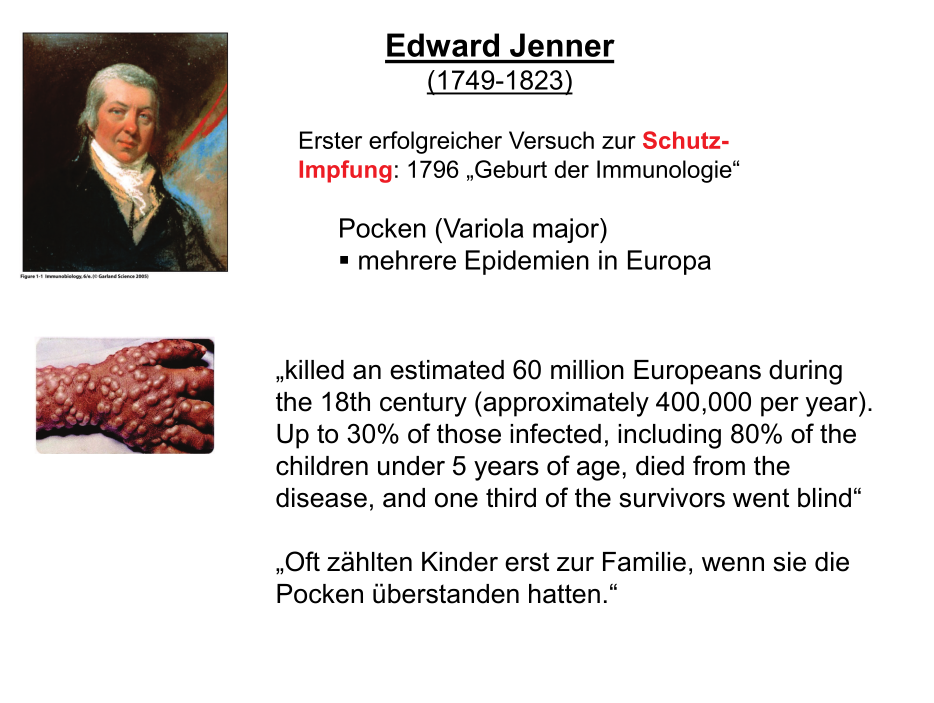 Edward Jenner
(1749-1823)
Erster erfolgreicher Versuch zur Schutz-
Impfung: 1796 „Geburt der Immunologie“
Pocken (Variola major)
▪ mehrere Epidemien in Europa
Figure 1-1 Immunobiology, 6/e. (© Garland Science 2005)
„killed an estimated 60 million Europeans during
the 18th century (approximately 400,000 per year).
Up to 30% of those infected, including 80% of the
children under 5 years of age, died from the
disease, and one third of the survivors went blind“
„Oft zählten Kinder erst zur Familie, wenn sie die
Pocken überstanden hatten.“